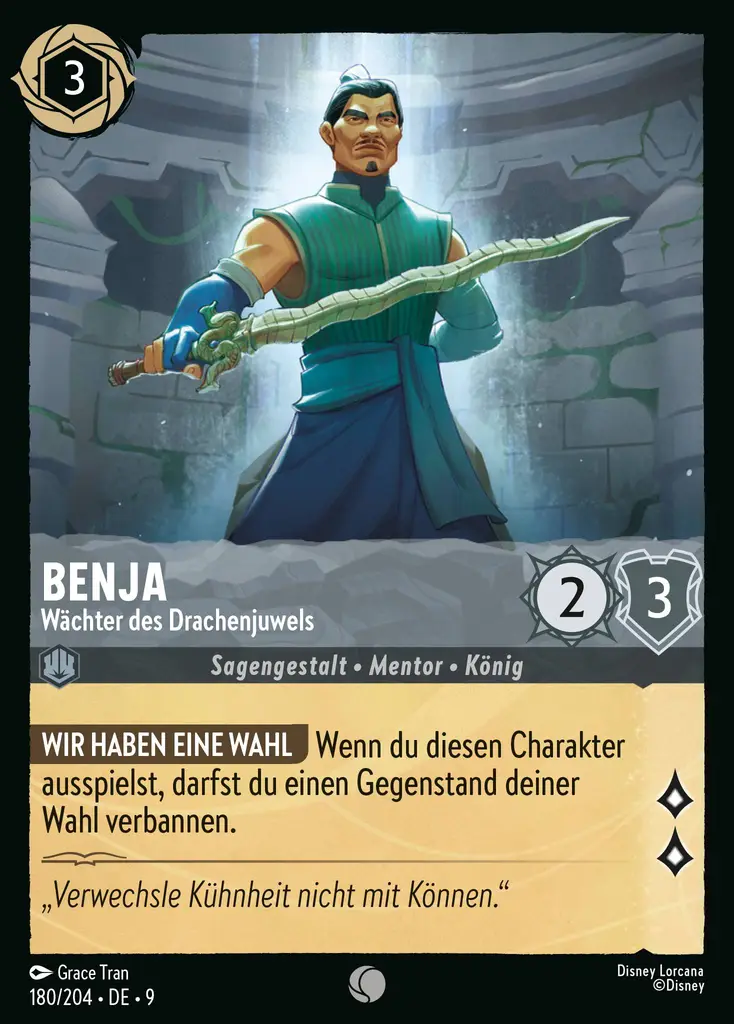 3
BENJA
Wächter des Drachenjuwels
2
3
Sagengestalt • Mentor • König
WIR HABEN EINE WAHL Wenn du diesen Charakter
ausspielst, darfst du einen Gegenstand deiner
Wahl verbannen.
„Verwechsle Kühnheit nicht mit Können.“
Grace Tran
180/204 • DE • 9
Disney Lorcana
©Disney